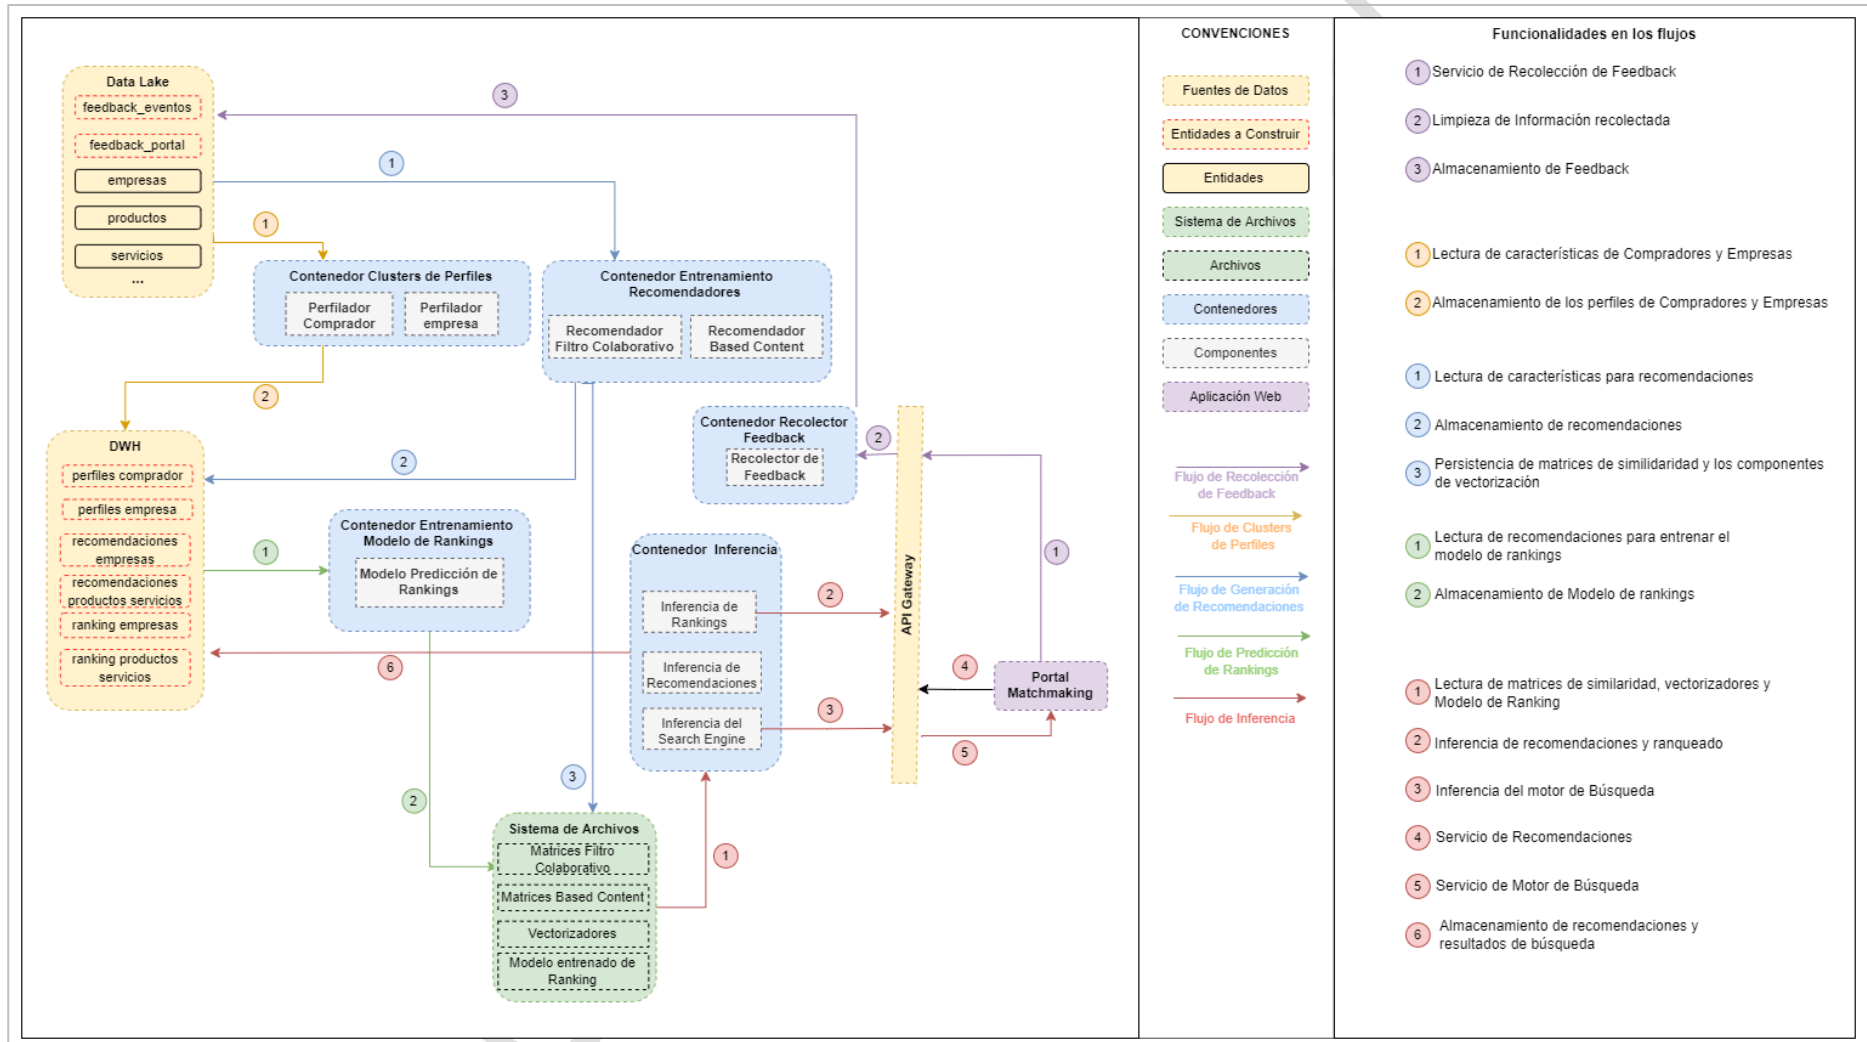 Data Lake
feedback_eventos
feedback_portal
empresas
productos
servicios
...
3
1
1
Contenedor Clusters de Perfiles
Perfilador
Comprador
Perfilador
empresa
Contenedor Entrenamiento
Recomendadores
Recomendador
Filtro Colaborativo
Recomendador
Based Content
2
DWH
perfiles comprador
perfiles empresa
recomendaciones
empresas
recomendaciones
productos servicios
ranking empresas
ranking productos
servicios
2
Contenedor Recolector
Feedback
Recolector de
Feedback
2
API Gateway
1
Contenedor Entrenamiento
Modelo de Rankings
Modelo Predicción de
Rankings
1
Contenedor Inferencia
Inferencia de
Rankings
Inferencia de
Recomendaciones
Inferencia del
Search Engine
2
3
6
4
5
Portal
Matchmaking
1
2
3
Sistema de Archivos
Matrices Filtro
Colaborativo
Matrices Based Content
Vectorizadores
Modelo entrenado de
Ranking
CONVENCIONES
Fuentes de Datos
Entidades a Construir
Entidades
Sistema de Archivos
Archivos
Contenedores
Componentes
Aplicación Web
Flujo de Recolección
de Feedback
Flujo de Clusters
de Perfiles
Flujo de Generación
de Recomendaciones
Flujo de Predicción
de Rankings
Flujo de Inferencia
Funcionalidades en los flujos
1 Servicio de Recolección de Feedback
2 Limpieza de Información recolectada
3 Almacenamiento de Feedback
1 Lectura de características de Compradores y Empresas
2 Almacenamiento de los perfiles de Compradores y Empresas
1 Lectura de características para recomendaciones
2 Almacenamiento de recomendaciones
3 Persistencia de matrices de similidaridad y los componentes
de vectorización
1 Lectura de recomendaciones para entrenar el
modelo de rankings
2 Almacenamiento de Modelo de rankings
1 Lectura de matrices de similaridad, vectorizadores y
Modelo de Ranking
2 Inferencia de recomendaciones y ranqueado
3 Inferencia del motor de Búsqueda
4 Servicio de Recomendaciones
5 Servicio de Motor de Búsqueda
6 Almacenamiento de recomendaciones y
resultados de búsqueda